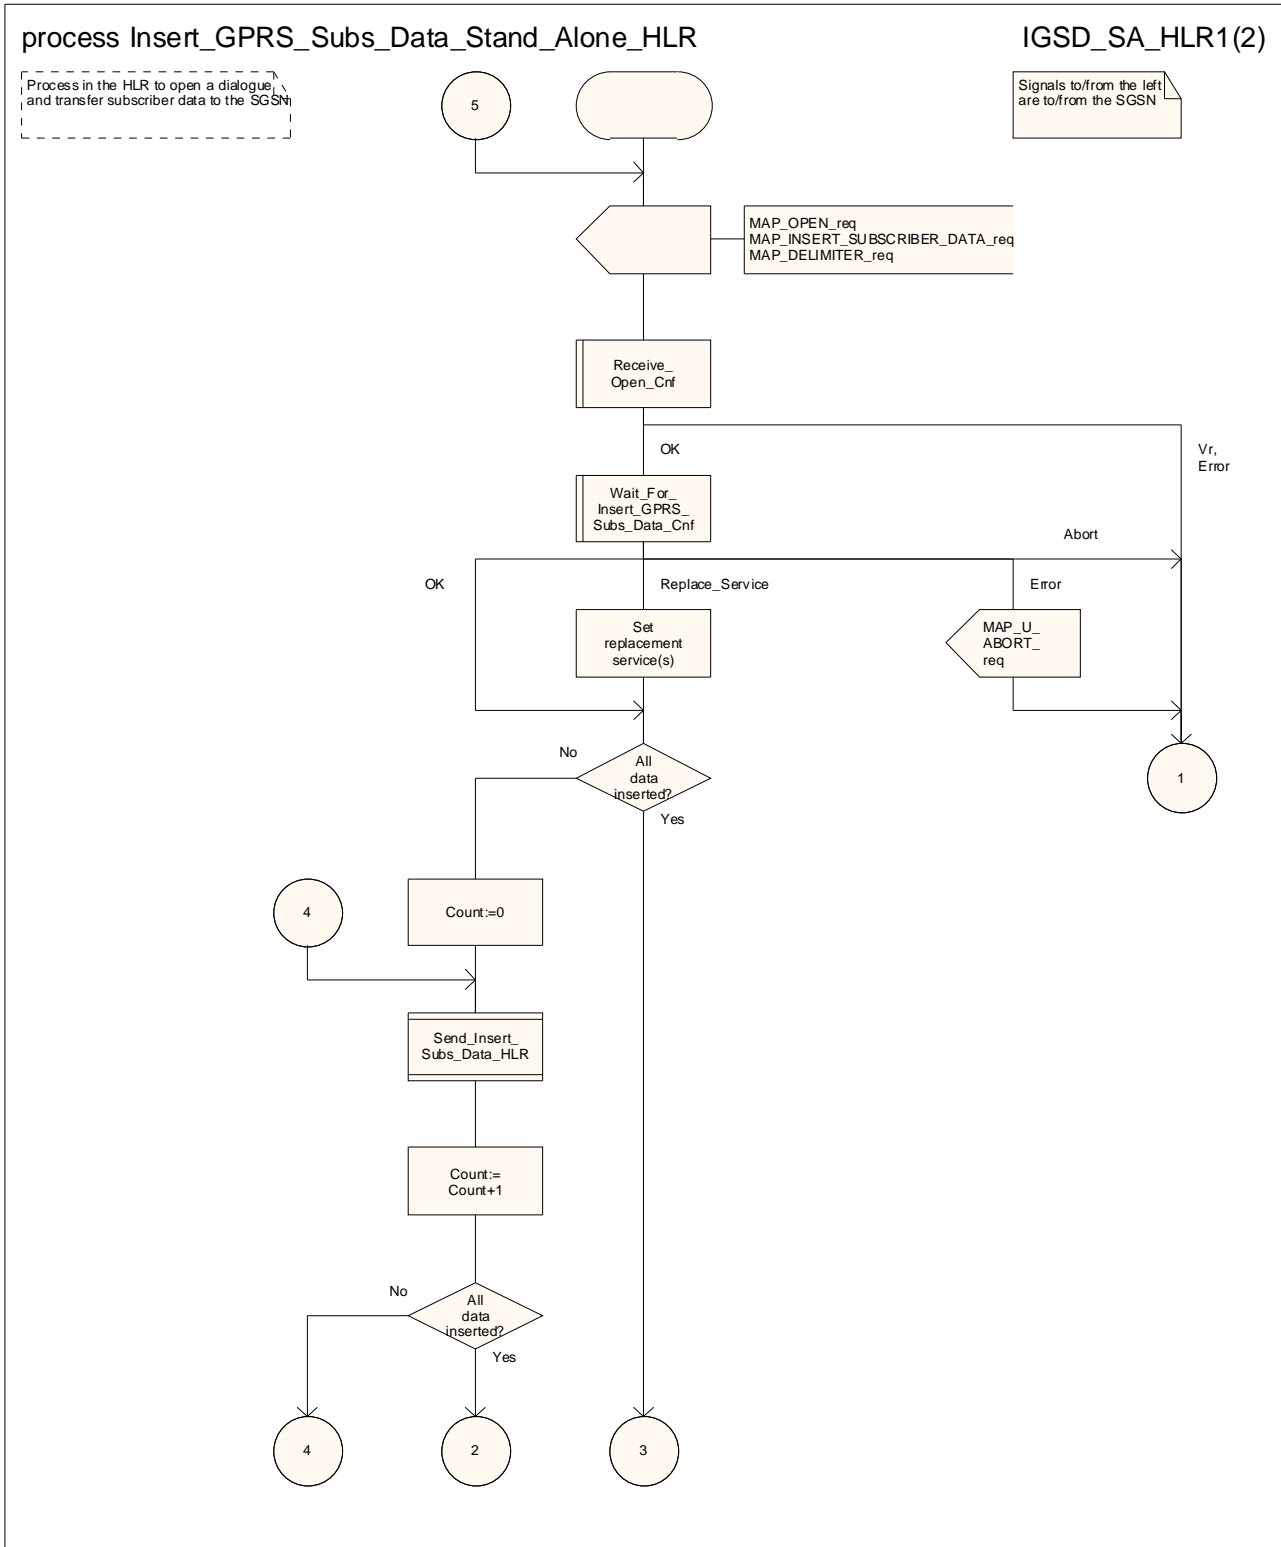 process Insert_GPRS_Subs_Data_Stand_Alone_HLR
IGSD_SA_HLR1(2)
Process in the HLR to open a dialogue
and transfer subscriber data to the SGSN
5
Signals to/from the left
are to/from the SGSN
MAP_OPEN_req
MAP_INSERT_SUBSCRIBER_DATA_req
MAP_DELIMITER_req
Receive_
Open_Cnf
OK
Vr,
Error
Wait_For_
Insert_GPRS_
Subs_Data_Cnf
Abort
OK
Replace_Service
Error
Set
replacement
service(s)
MAP_U_
ABORT_
req
No
All
data
inserted?
Yes
1
4
Count:=0
Send_Insert_
Subs_Data_HLR
Count:=
Count+1
No
All
data
inserted?
Yes
4
2
3